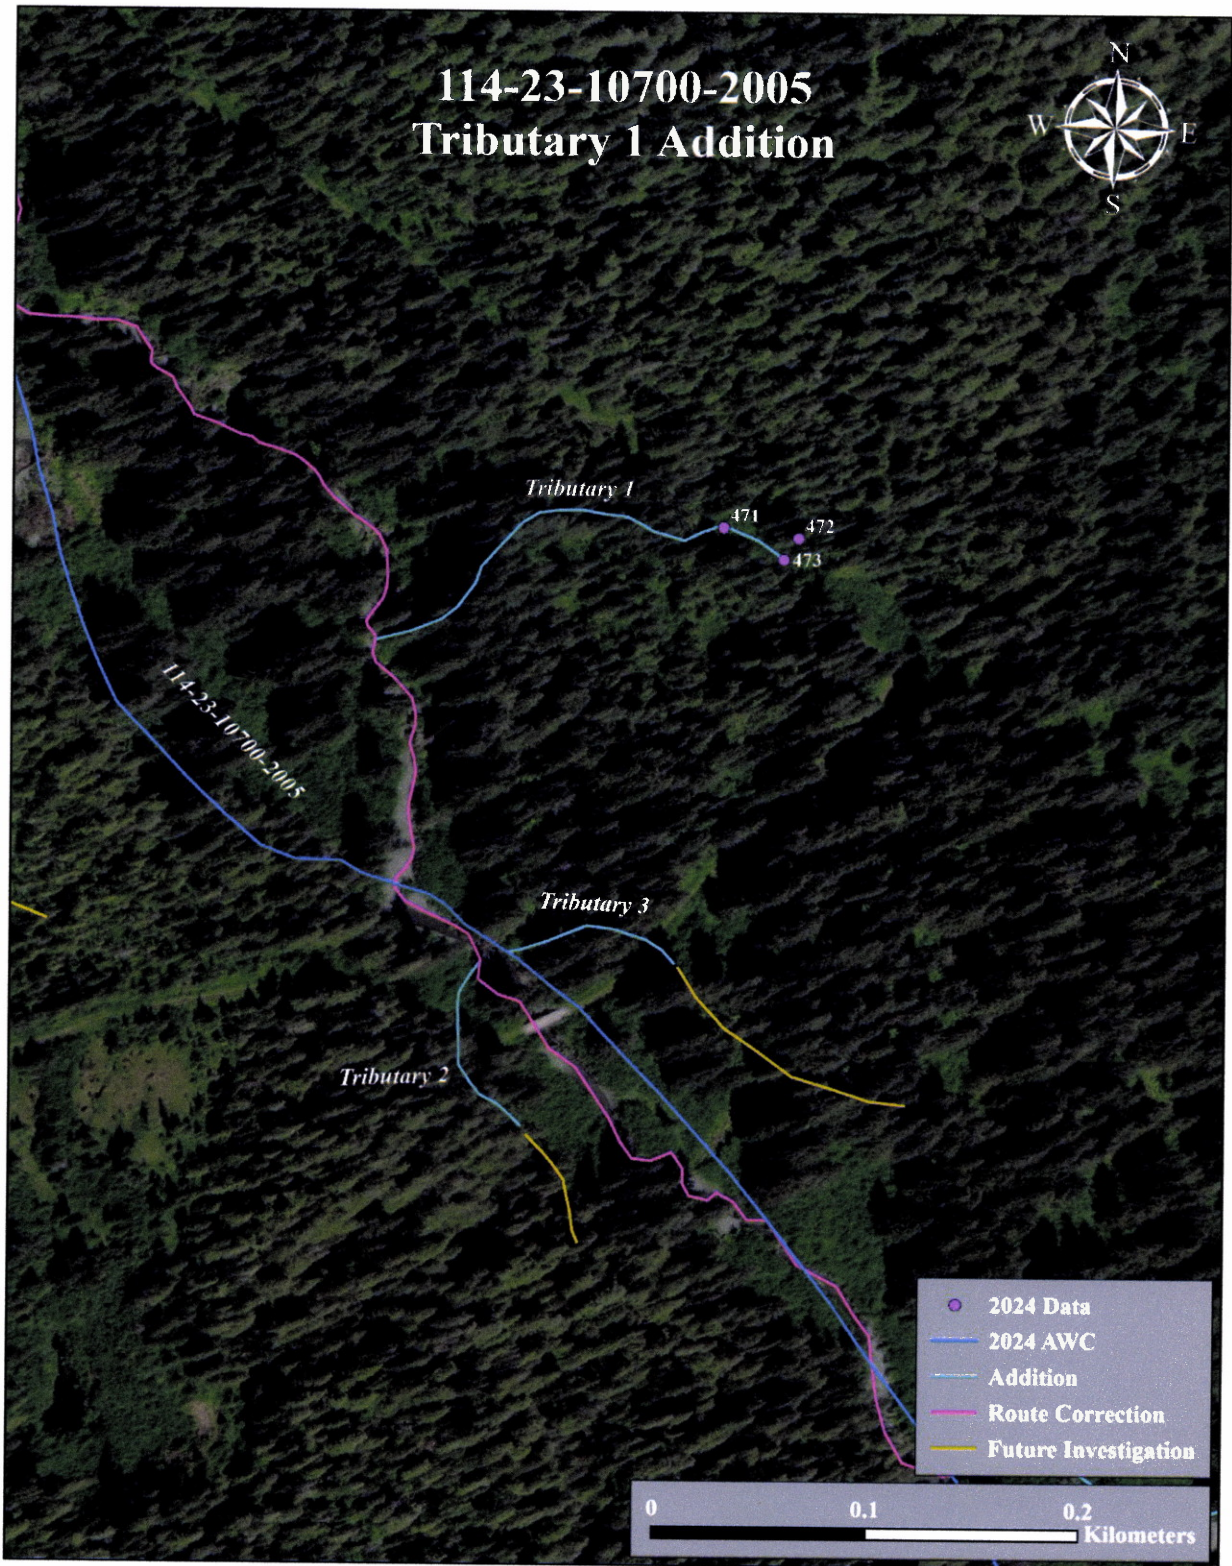 114-23-10700-2005
Tributary 1 Addition
N
W
E
S
Tributary 1
471
472
473
114-23-10700-2005
Tributary 3
Tributary 2
2024 Data
2024 AWC
Addition
Route Correction
Future Investigation
0
0.1
0.2
Kilometers